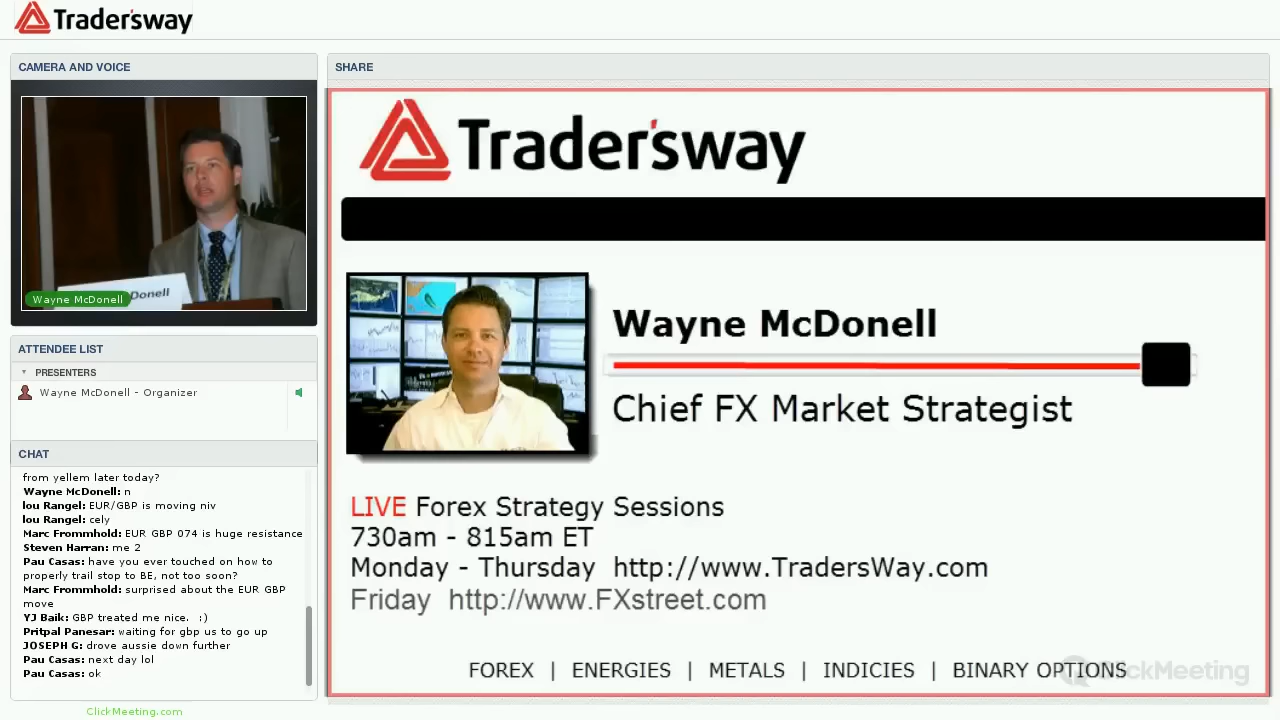 Trader'sway
CAMERA AND VOICE
Donell
Wayne McDonell
ATTENDEE LIST
PRESENTERS
Wayne McDonell - Organizer
CHAT
from yellem later today?
Wayne McDonell: n
lou Rangel: EUR/GBP is moving niv
lou Rangel: cely
Marc Frommhold: EUR GBP 074 is huge resistance
Steven Harran: me 2
Pau Casas: have you ever touched on how to
properly trail stop to BE, not too soon?
Marc Frommhold: surprised about the EUR GBP
move
YJ Baik: GBP treated me nice. :)
Pritpal Panesar: waiting for gbp us to go up
JOSEPH G: drove aussie down further
Pau Casas: next day lol
Pau Casas: ok
ClickMeeting.com
SHARE
Trader'sway
Wayne McDonell
Chief FX Market Strategist
LIVE Forex Strategy Sessions
730am - 815am ET
Monday - Thursday http://www.TradersWay.com
Friday http://www.FXstreet.com
FOREX | ENERGIES | METALS | INDICIES | BINARY OPTIONS
ClickMeeting